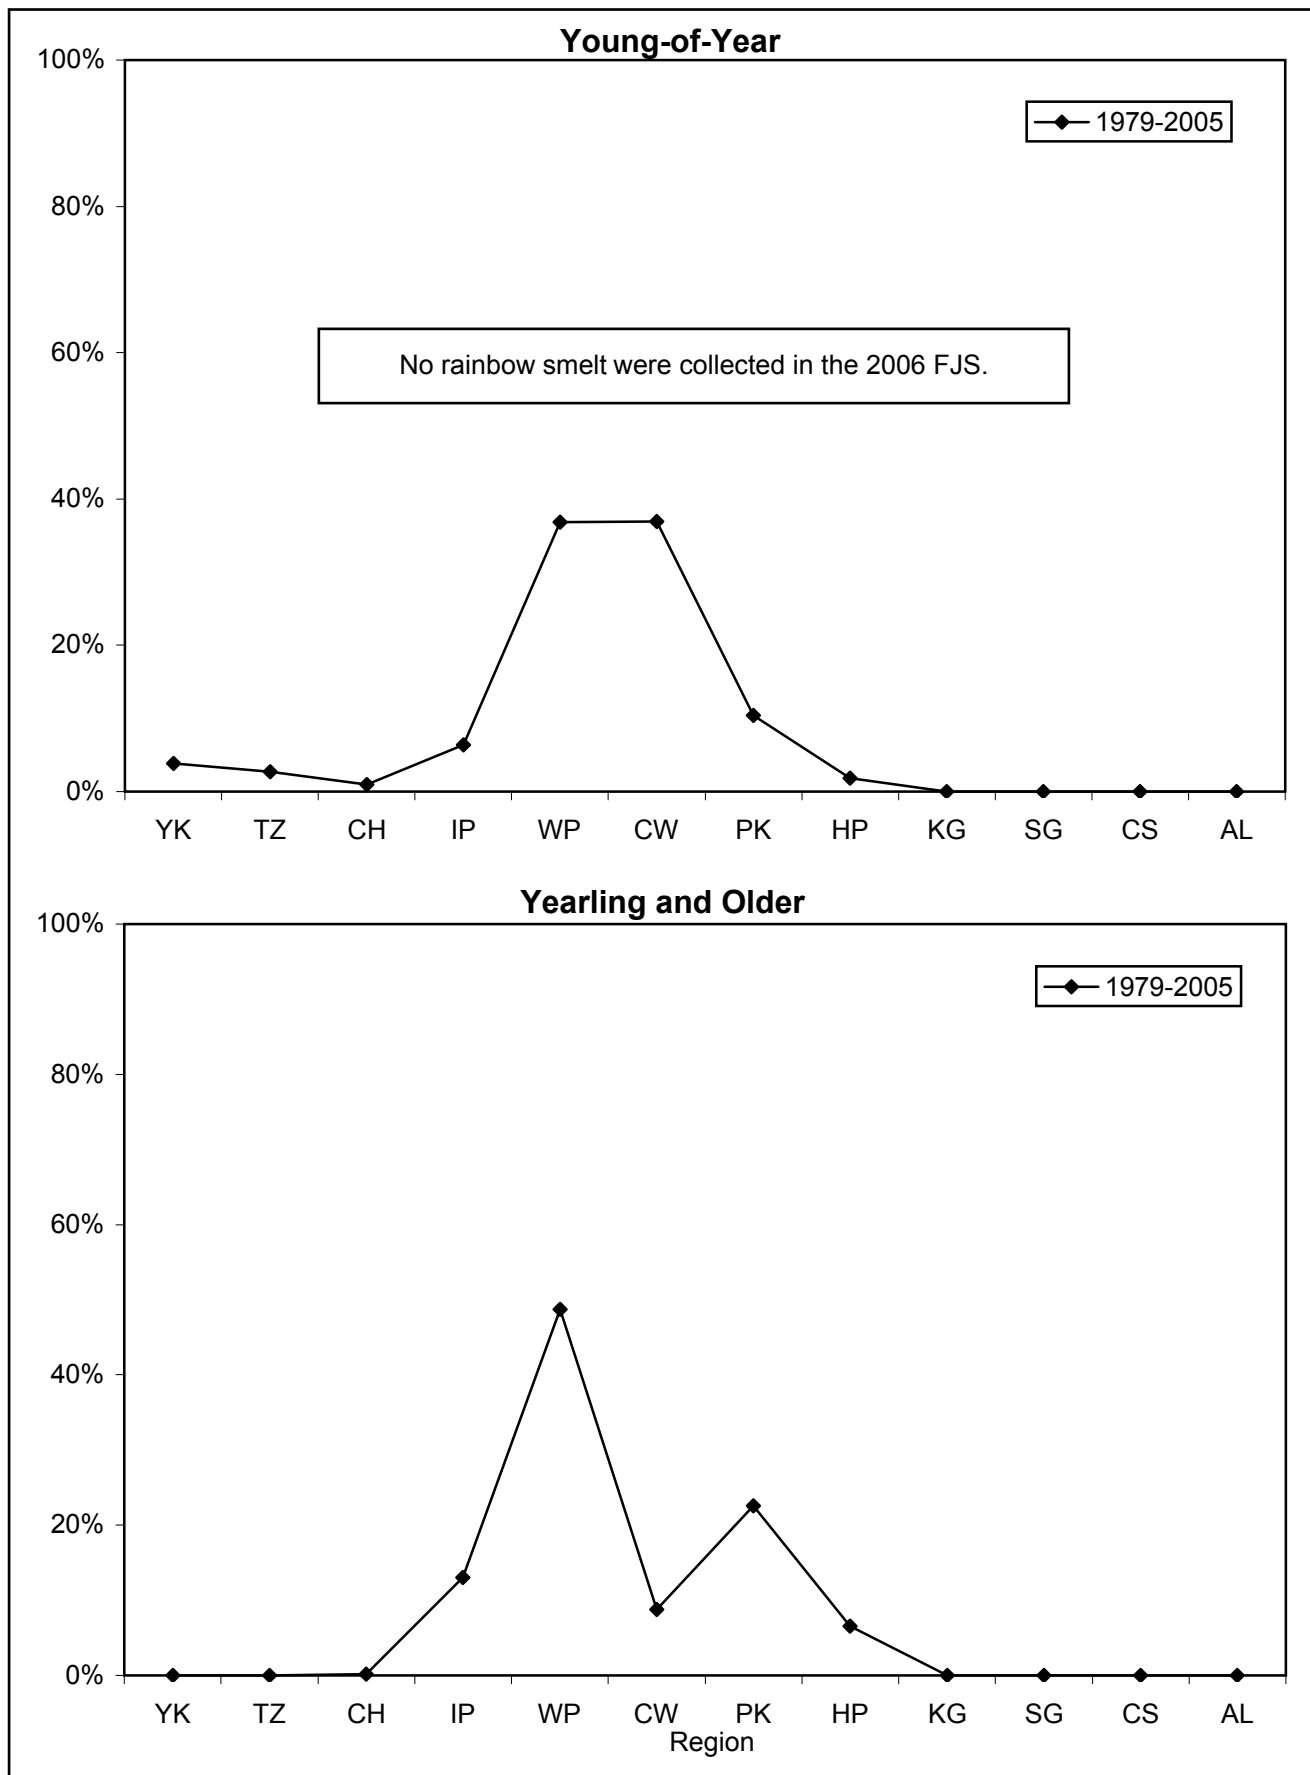 Young-of-Year
100%
1979-2005
80%
60%
No rainbow smelt were collected in the 2006 FJS.
40%
20%
0%
YK TZ CH IP WP CW PK HP KG SG CS AL
Yearling and Older
100%
1979-2005
80%
60%
40%
20%
0%
YK TZ CH IP WP CW PK HP KG SG CS AL
Region